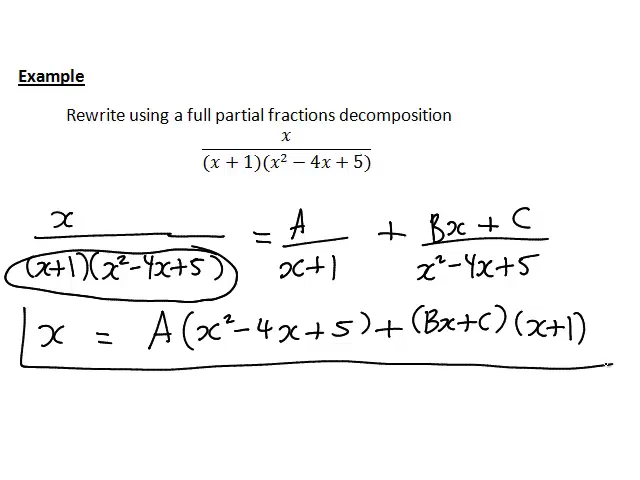 Example
Rewrite using a full partial fractions decomposition
x
(x + 1)(x² − 4x + 5)
x
(x+1)(x²−4x+5) = A / x+1 + Bx + C / x²−4x+5
x = A(x²−4x+5)+(Bx+C)(x+1)